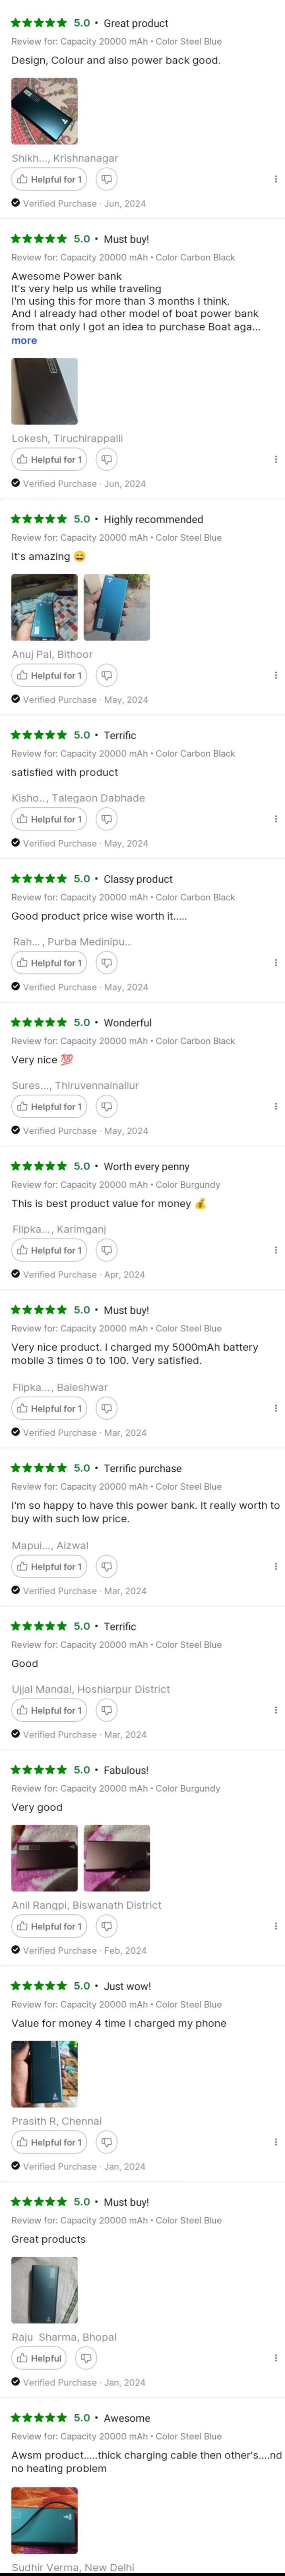 5.0 • Great product
Review for: Capacity 20000 mAh • Color Steel Blue
Design, Colour and also power back good.
Shikh..., Krishnanagar
Helpful for 1
Verified Purchase · Jun, 2024
5.0 • Must buy!
Review for: Capacity 20000 mAh • Color Carbon Black
Awesome Power bank
It's very help us while traveling
I'm using this for more than 3 months I think.
And I already had other model of boat power bank
from that only I got an idea to purchase Boat aga...
more
Lokesh, Tiruchirappalli
Helpful for 1
Verified Purchase · Jun, 2024
5.0 • Highly recommended
Review for: Capacity 20000 mAh • Color Steel Blue
It's amazing 😄
Anuj Pal, Bithoor
Helpful for 1
Verified Purchase · May, 2024
5.0 • Terrific
Review for: Capacity 20000 mAh • Color Carbon Black
satisfied with product
Kisho.., Talegaon Dabhade
Helpful for 1
Verified Purchase · May, 2024
5.0 • Classy product
Review for: Capacity 20000 mAh • Color Carbon Black
Good product price wise worth it.....
Rah..., Purba Medinipu..
Helpful for 1
Verified Purchase · May, 2024
5.0 • Wonderful
Review for: Capacity 20000 mAh • Color Carbon Black
Very nice 💯
Sures..., Thiruvennainallur
Helpful for 1
Verified Purchase · May, 2024
5.0 • Worth every penny
Review for: Capacity 20000 mAh • Color Burgundy
This is best product value for money 💰
Flipka..., Karimganj
Helpful for 1
Verified Purchase · Apr, 2024
5.0 • Must buy!
Review for: Capacity 20000 mAh • Color Steel Blue
Very nice product. I charged my 5000mAh battery
mobile 3 times 0 to 100. Very satisfied.
Flipka..., Baleshwar
Helpful for 1
Verified Purchase · Mar, 2024
5.0 • Terrific purchase
Review for: Capacity 20000 mAh • Color Steel Blue
I'm so happy to have this power bank. It really worth to
buy with such low price.
Mapui..., Aizwal
Helpful for 1
Verified Purchase · Mar, 2024
5.0 • Terrific
Review for: Capacity 20000 mAh • Color Steel Blue
Good
Ujjal Mandal, Hoshiarpur District
Helpful for 1
Verified Purchase · Mar, 2024
5.0 • Fabulous!
Review for: Capacity 20000 mAh • Color Burgundy
Very good
Anil Rangpi, Biswanath District
Helpful for 1
Verified Purchase · Feb, 2024
5.0 • Just wow!
Review for: Capacity 20000 mAh • Color Steel Blue
Value for money 4 time I charged my phone
Prasith R, Chennai
Helpful for 1
Verified Purchase · Jan, 2024
5.0 • Must buy!
Review for: Capacity 20000 mAh • Color Steel Blue
Great products
Raju Sharma, Bhopal
Helpful
Verified Purchase · Jan, 2024
5.0 • Awesome
Review for: Capacity 20000 mAh • Color Steel Blue
Awsm product.....thick charging cable then other's....nd
no heating problem
Sudhir Verma, New Delhi